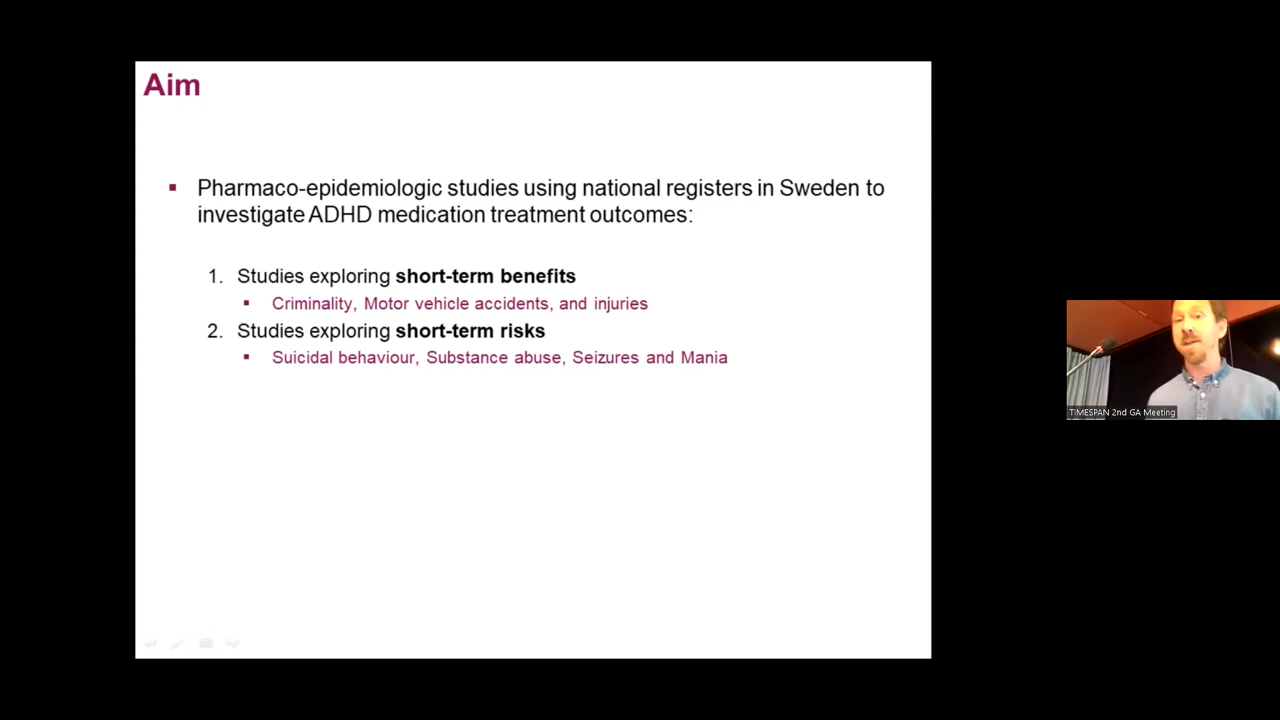 Aim
▪ Pharmaco-epidemiologic studies using national registers in Sweden to
investigate ADHD medication treatment outcomes:
1. Studies exploring short-term benefits
▪ Criminality, Motor vehicle accidents, and injuries
2. Studies exploring short-term risks
▪ Suicidal behaviour, Substance abuse, Seizures and Mania
TIMESPAN 2nd GA Meeting